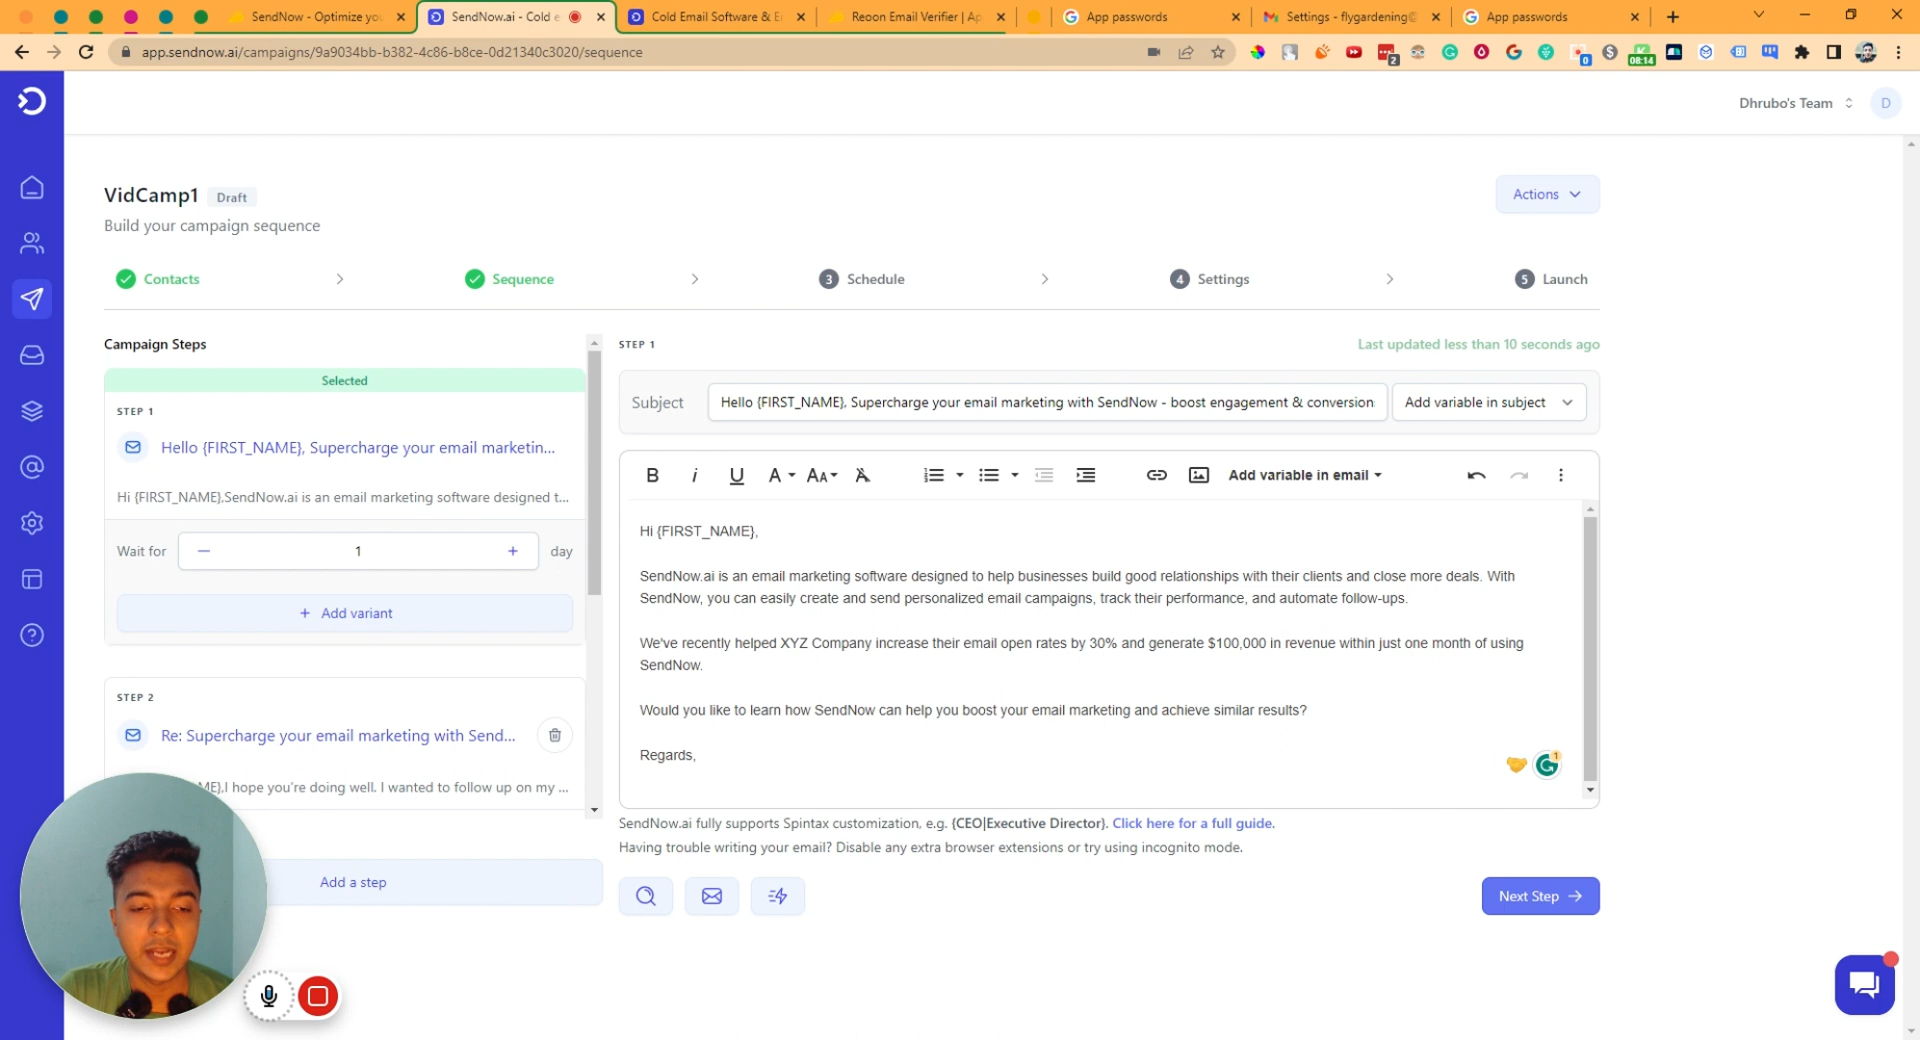 SendNow - Optimize yo
SendNow.ai - Cold e
Cold Email Software & E
Reoon Email Verifier | Ap
App passwords
Settings - flygardening@
App passwords
app.sendnow.ai/campaigns/9a9034bb-b382-4c86-b8ce-0d21340c3020/sequence
2
0
08:14
Dhrubo's Team
D
VidCamp1
Draft
Actions
Build your campaign sequence
Contacts
Sequence
3 Schedule
4 Settings
5 Launch
Campaign Steps
Selected
STEP 1
Hello {FIRST_NAME}, Supercharge your email marketin...
Hi {FIRST_NAME},SendNow.ai is an email marketing software designed t...
Wait for
1
day
+ Add variant
STEP 2
Re: Supercharge your email marketing with Send...
ME},I hope you're doing well. I wanted to follow up on my ...
Add a step
STEP 1
Last updated less than 10 seconds ago
Subject
Hello {FIRST_NAME}, Supercharge your email marketing with SendNow - boost engagement & conversion
Add variable in subject
Add variable in email
Hi {FIRST_NAME},
SendNow.ai is an email marketing software designed to help businesses build good relationships with their clients and close more deals. With
SendNow, you can easily create and send personalized email campaigns, track their performance, and automate follow-ups.
We've recently helped XYZ Company increase their email open rates by 30% and generate $100,000 in revenue within just one month of using
SendNow.
Would you like to learn how SendNow can help you boost your email marketing and achieve similar results?
Regards,
1
SendNow.ai fully supports Spintax customization, e.g. {CEO|Executive Director}. Click here for a full guide.
Having trouble writing your email? Disable any extra browser extensions or try using incognito mode.
Next Step